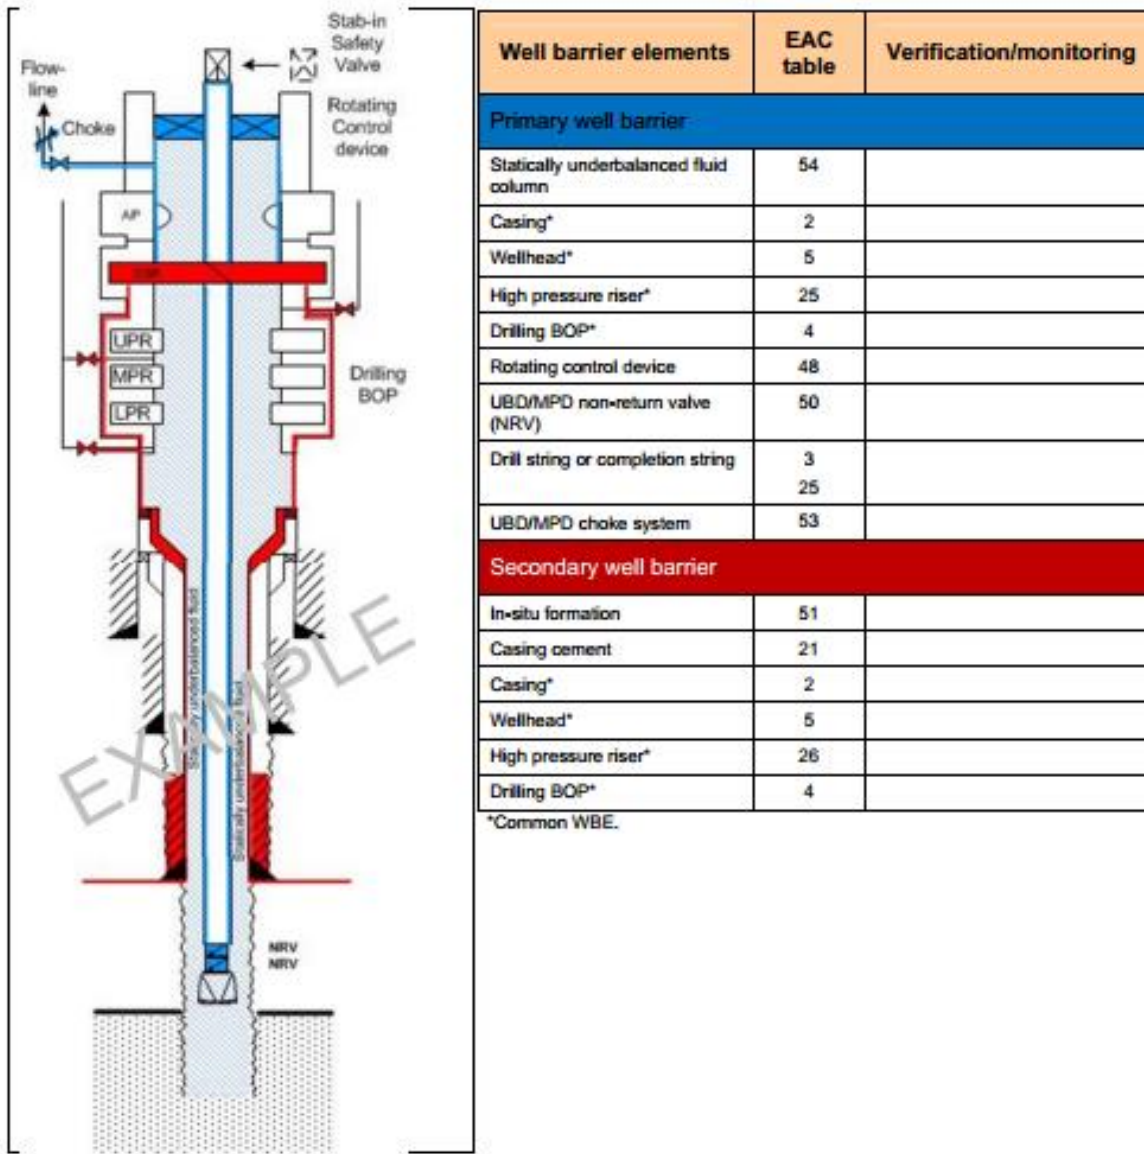 Stab-in
Safety
Valve
Flow-
line
Choke
Rotating
Control
device
AP
UPR
MPR
LPR
Drilling
BOP
Statically underbalanced fluid
Statically underbalanced fluid
EXAMPLE
NRV
NRV
Well barrier elements
EAC
table
Verification/monitoring
Primary well barrier
Statically underbalanced fluid
column
54
Casing*
2
Wellhead*
5
High pressure riser*
25
Drilling BOP*
4
Rotating control device
48
UBD/MPD non-return valve
(NRV)
50
Drill string or completion string
3
25
UBD/MPD choke system
53
Secondary well barrier
In-situ formation
51
Casing cement
21
Casing*
2
Wellhead*
5
High pressure riser*
26
Drilling BOP*
4
*Common WBE.